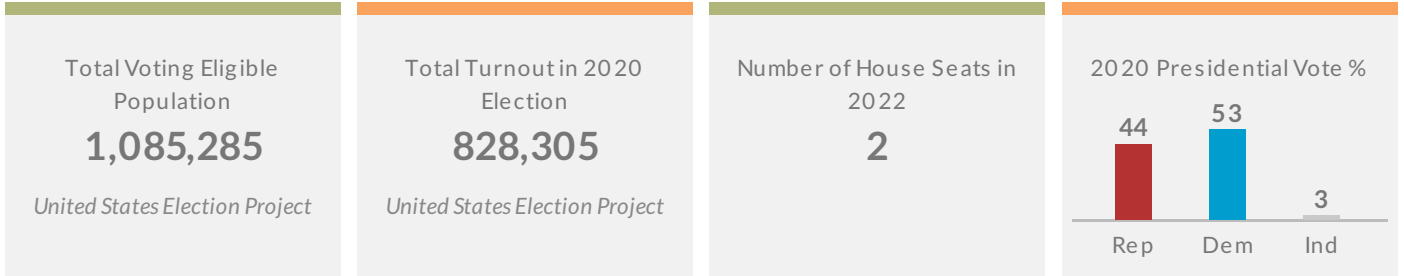 Total Voting Eligible
Population
1,085,285
United States Election Project
Total Turnout in 2020
Election
828,305
United States Election Project
Number of House Seats in
2022
2
2020 Presidential Vote %
44
53
3
Rep
Dem
Ind